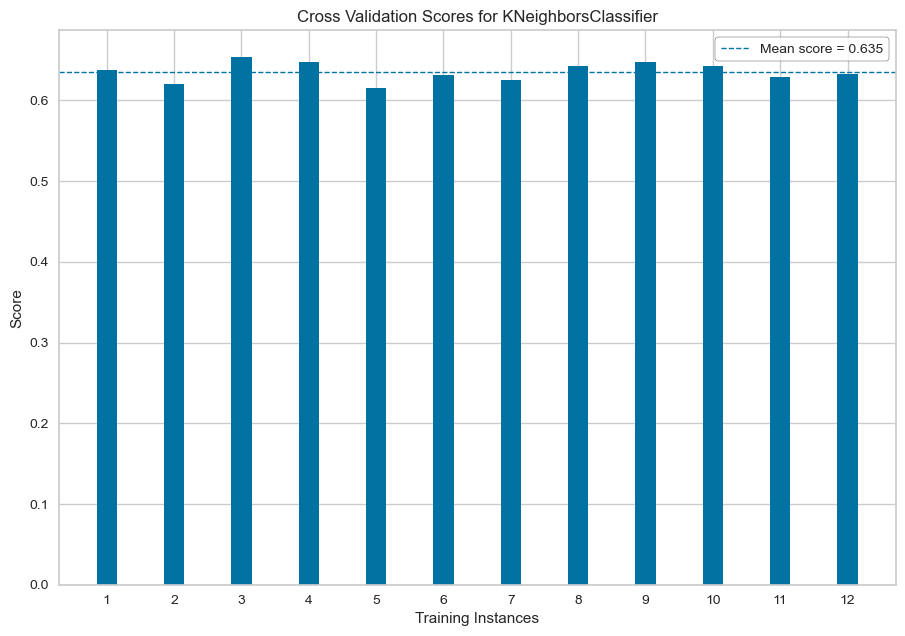 Cross Validation Scores for KNeighborsClassifier
Mean score = 0.635
0.6
0.5
0.4
0.3
0.2
0.1
0.0
Score
1 2 3 4 5 6 7 8 9 10 11 12
Training Instances